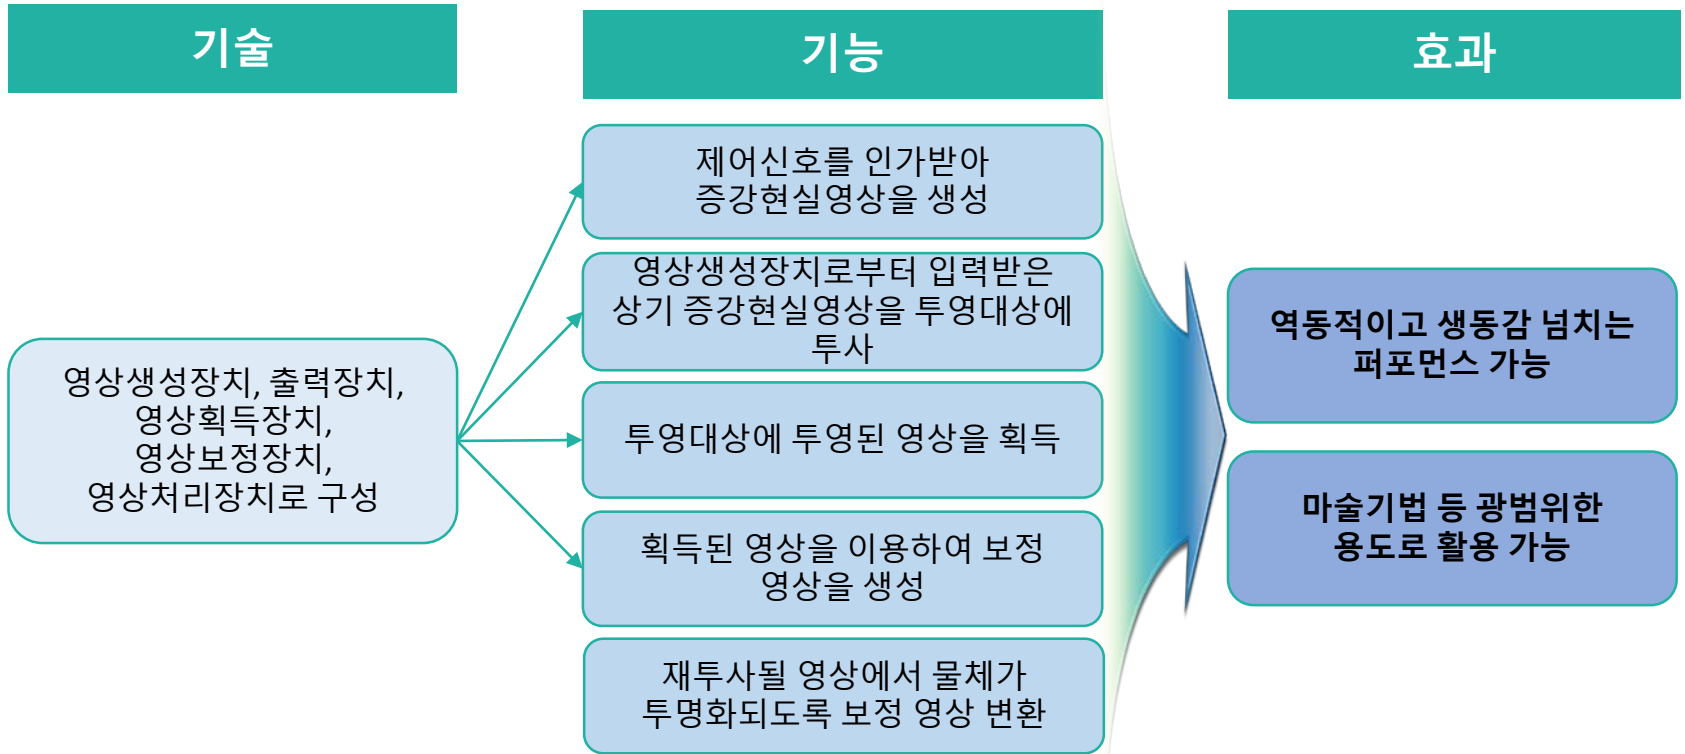 기술
기능
효과
영상생성장치, 출력장치,
영상획득장치,
영상보정장치,
영상처리장치로 구성
제어신호를 인가받아
증강현실영상을 생성
영상생성장치로부터 입력받은
상기 증강현실영상을 투영대상에
투사
투영대상에 투영된 영상을 획득
획득된 영상을 이용하여 보정
영상을 생성
재투사될 영상에서 물체가
투명화되도록 보정 영상 변환
역동적이고 생동감 넘치는
퍼포먼스 가능
마술기법 등 광범위한
용도로 활용 가능